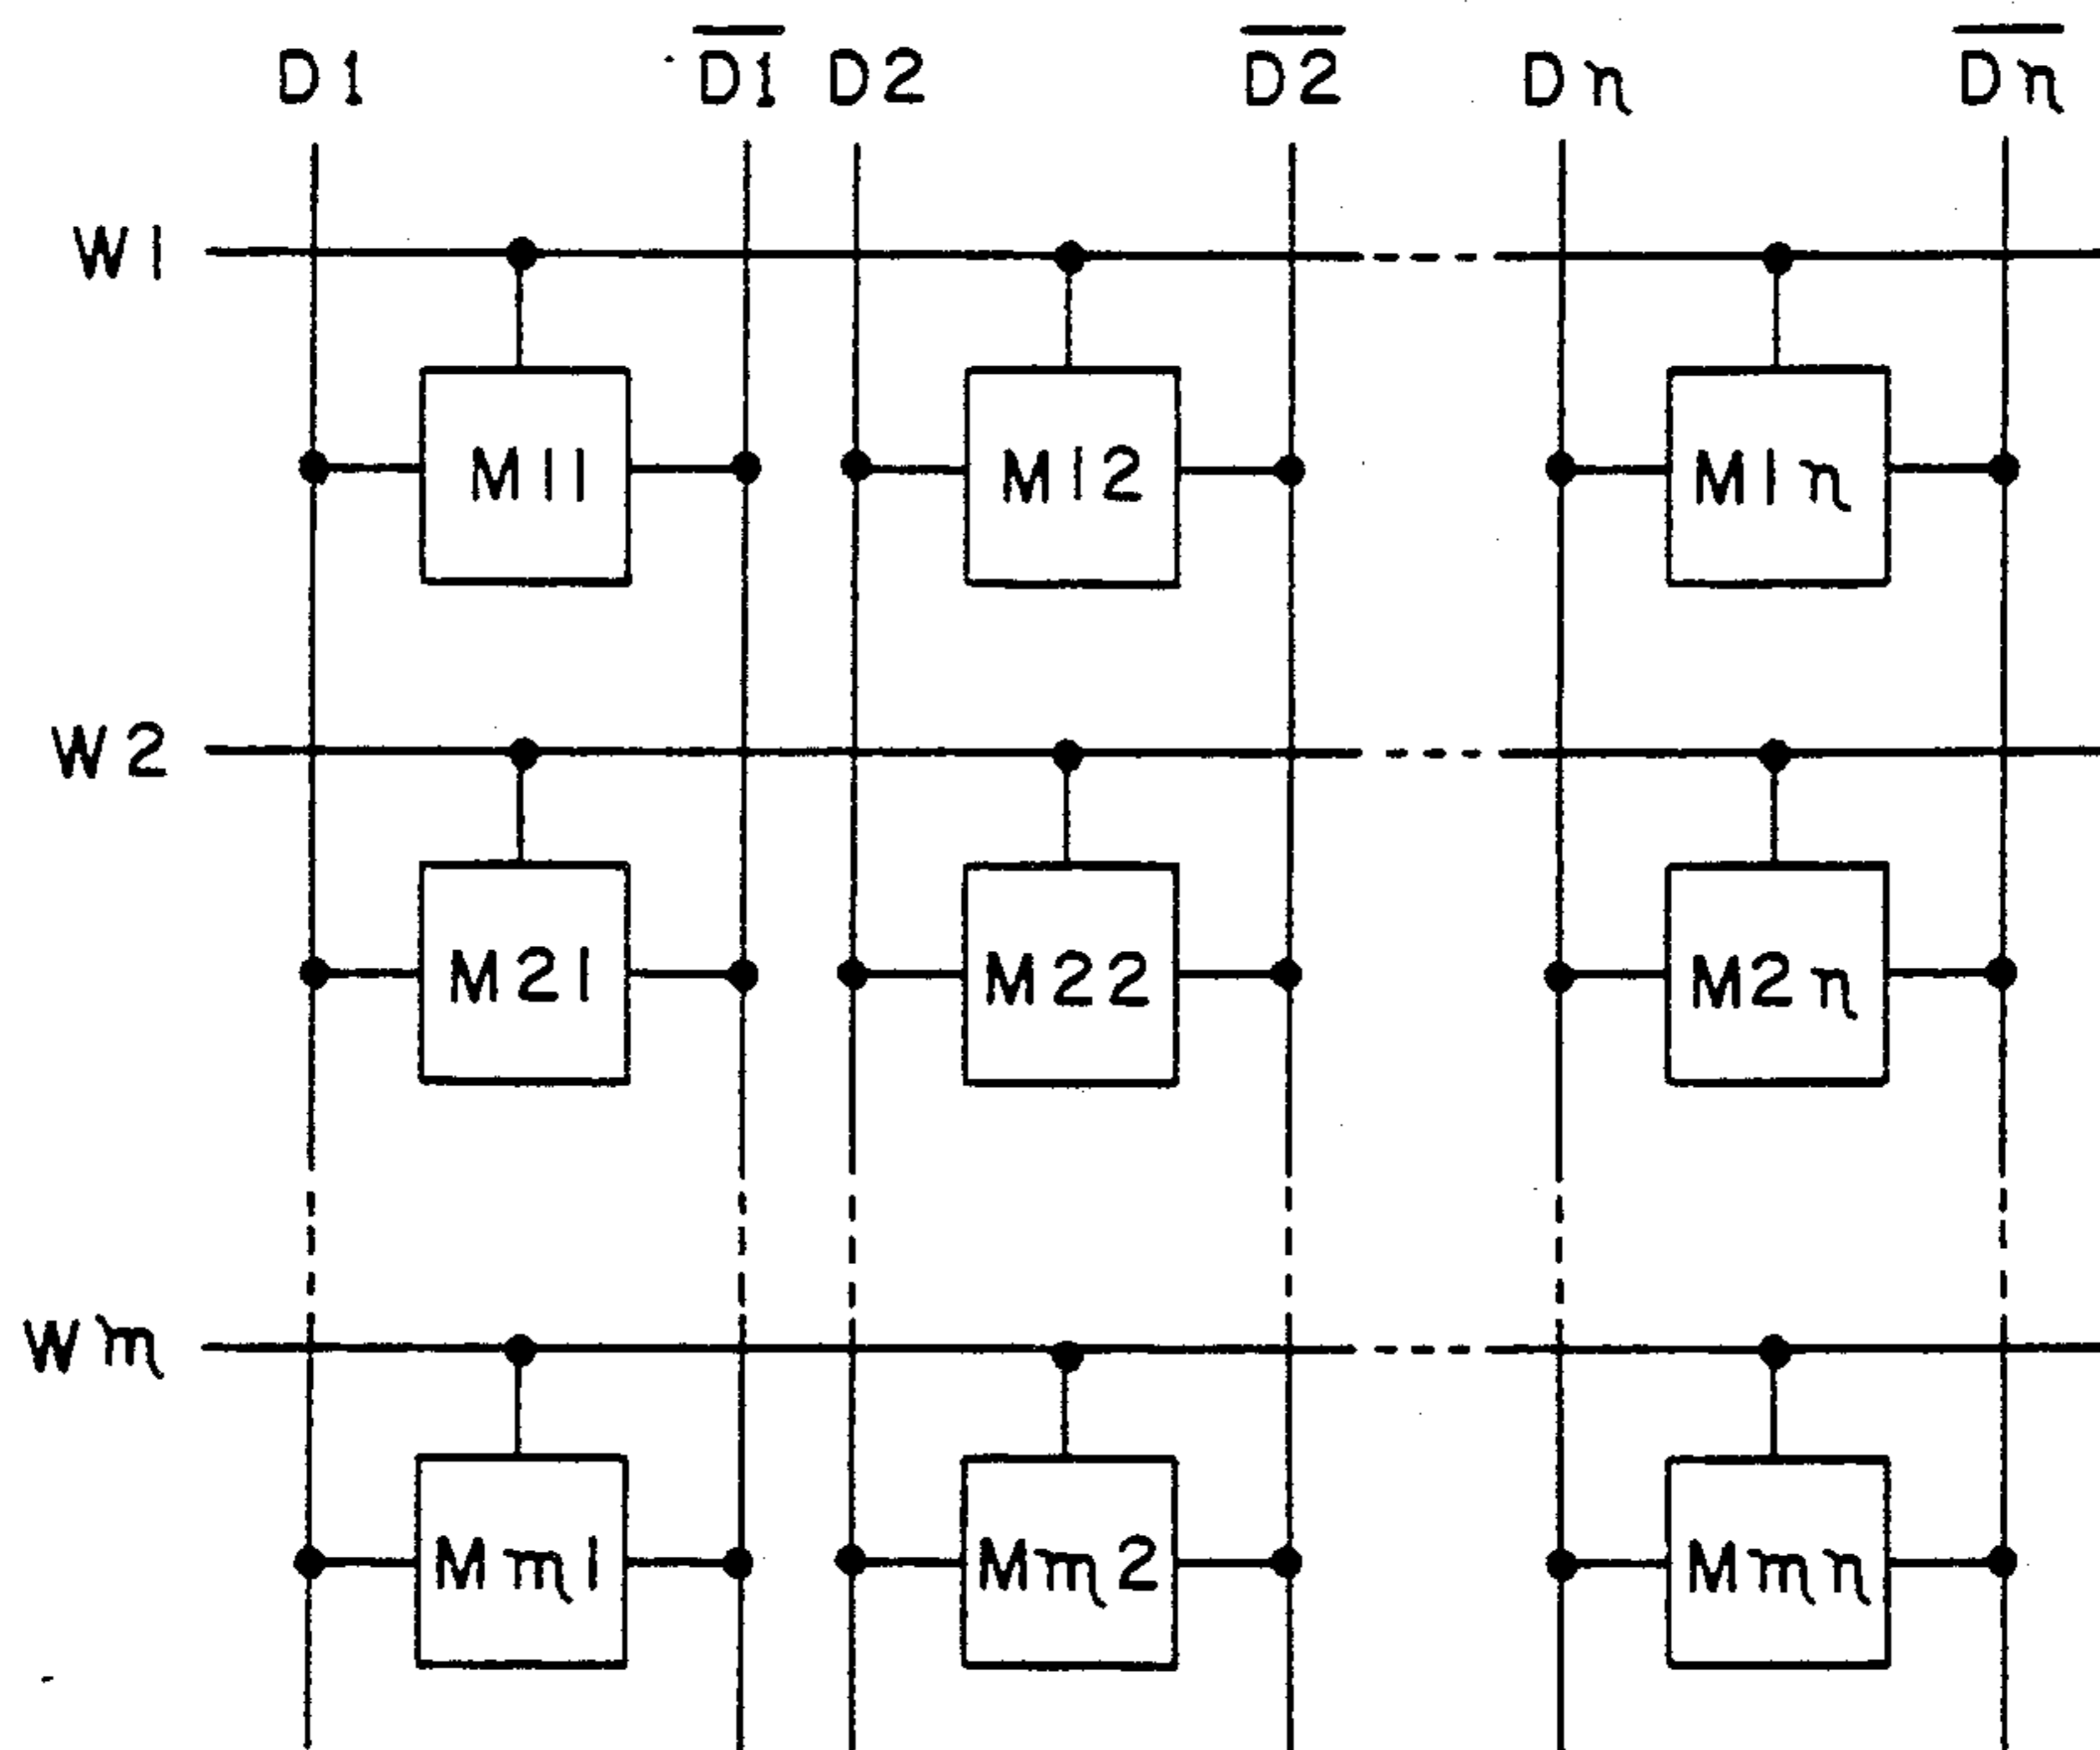 D1 D̅1̅ D2 D̅2̅ Dn D̅n̅
W1
M11 M12 M1n
W2
M21 M22 M2n
Wm
Mm1 Mm2 Mmn